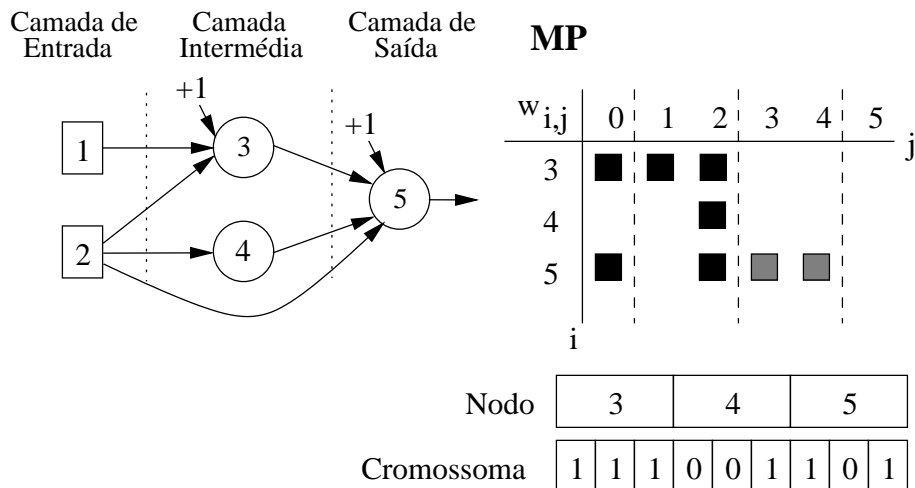 Camada de Entrada
Camada Intermédia
Camada de Saída
MP
+1
+1
1
3
5
2
4
w i,j 0 1 2 3 4 5
j
3
4
5
i
Nodo 3 4 5
Cromossoma 1 1 1 0 0 1 1 0 1